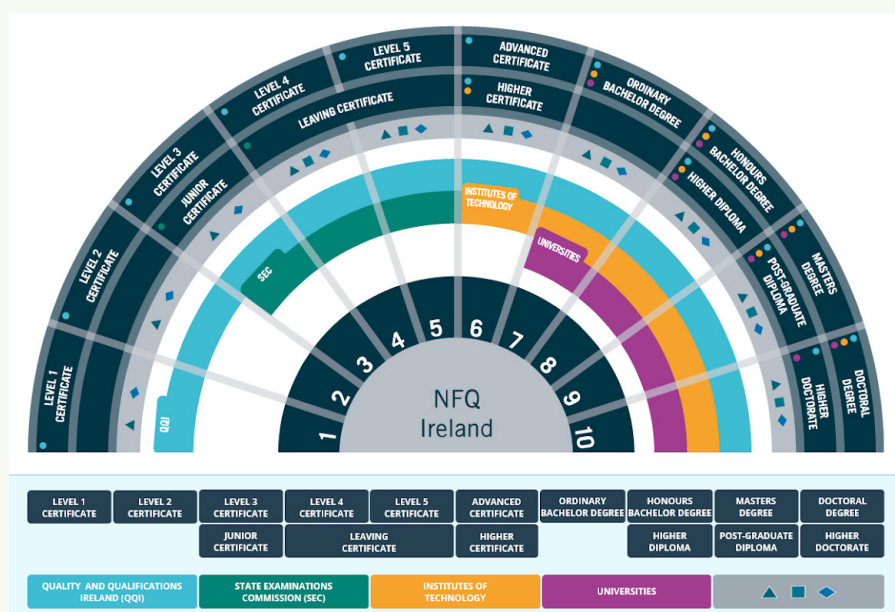 LEVEL 1
CERTIFICATE
LEVEL 2
CERTIFICATE
LEVEL 3
CERTIFICATE
LEVEL 4
CERTIFICATE
LEVEL 5
CERTIFICATE
ADVANCED
CERTIFICATE
ORDINARY
BACHELOR DEGREE
HONOURS
BACHELOR DEGREE
MASTERS
DEGREE
DOCTORAL
DEGREE
JUNIOR
CERTIFICATE
LEAVING CERTIFICATE
HIGHER
CERTIFICATE
HIGHER DIPLOMA
POST-GRADUATE
DIPLOMA
HIGHER
DOCTORATE
QQI
SEC
INSTITUTES OF
TECHNOLOGY
UNIVERSITIES
1
2
3
4
5
6
7
8
9
10
NFQ
Ireland
LEVEL 1
CERTIFICATE
LEVEL 2
CERTIFICATE
LEVEL 3
CERTIFICATE
LEVEL 4
CERTIFICATE
LEVEL 5
CERTIFICATE
ADVANCED
CERTIFICATE
ORDINARY
BACHELOR DEGREE
HONOURS
BACHELOR DEGREE
MASTERS
DEGREE
DOCTORAL
DEGREE
JUNIOR
CERTIFICATE
LEAVING
CERTIFICATE
HIGHER
CERTIFICATE
HIGHER
DIPLOMA
POST-GRADUATE
DIPLOMA
HIGHER
DOCTORATE
QUALITY AND QUALIFICATIONS
IRELAND (QQI)
STATE EXAMINATIONS
COMMISSION (SEC)
INSTITUTES OF
TECHNOLOGY
UNIVERSITIES